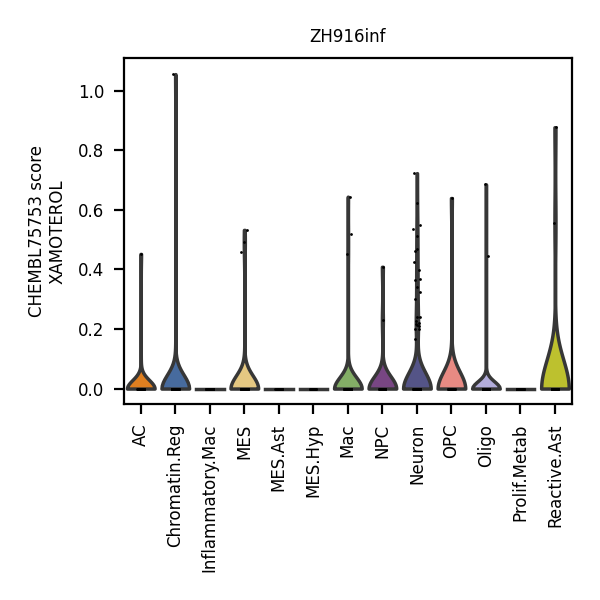 ZH916inf
CHEMBL75753 score
XAMOTEROL
1.0
0.8
0.6
0.4
0.2
0.0
AC
Chromatin.Reg
Inflammatory.Mac
MES
MES.Ast
MES.Hyp
Mac
NPC
Neuron
OPC
Oligo
Prolif.Metab
Reactive.Ast